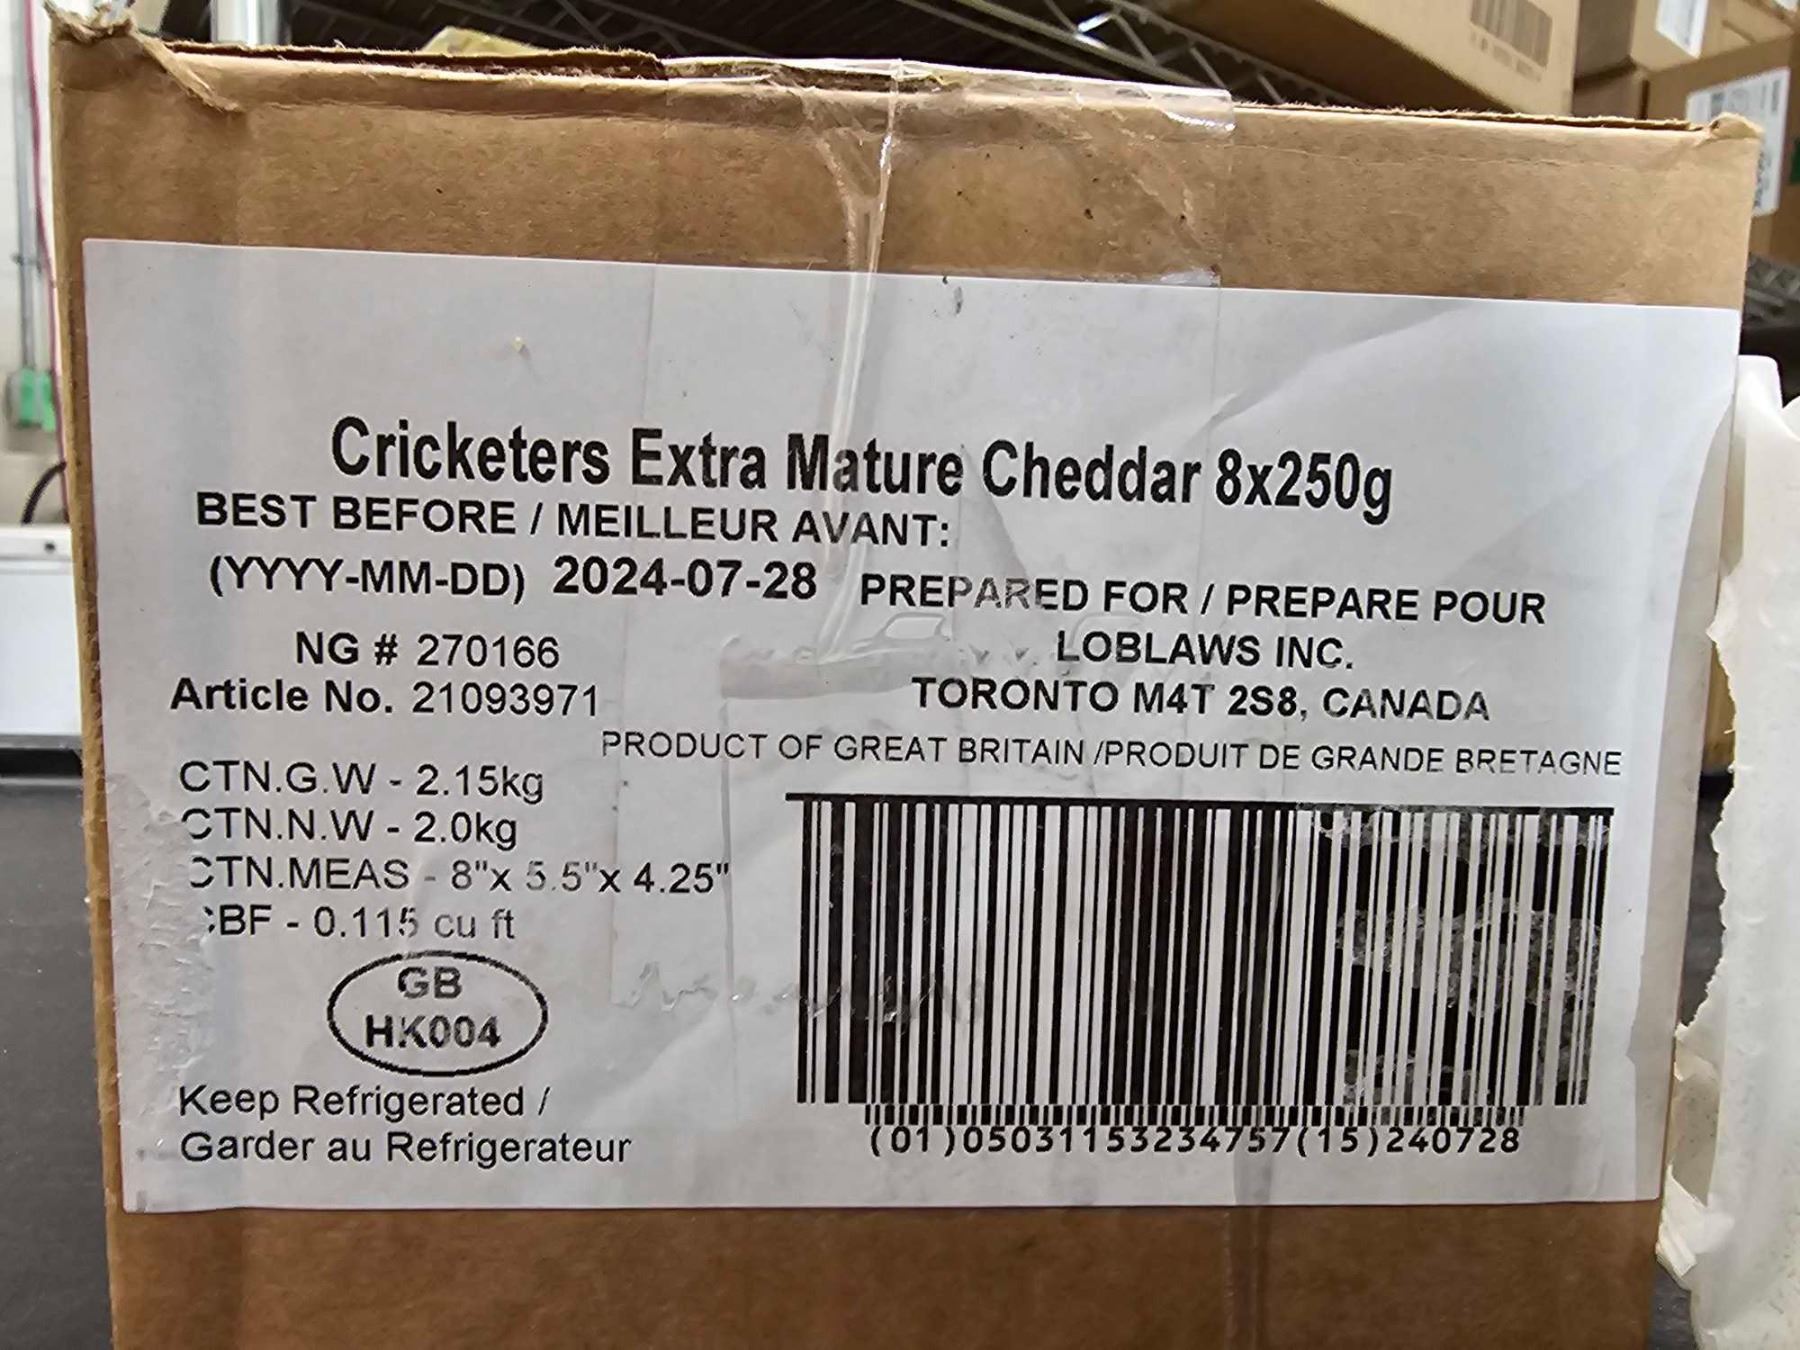 Cricketers Extra Mature Cheddar 8x250g
BEST BEFORE / MEILLEUR AVANT:
(YYYY-MM-DD) 2024-07-28
PREPARED FOR / PREPARE POUR
LOBLAWS INC.
TORONTO M4T 2S8, CANADA
NG # 270166
Article No. 21093971
PRODUCT OF GREAT BRITAIN /PRODUIT DE GRANDE BRETAGNE
CTN.G.W - 2.15kg
CTN.N.W - 2.0kg
CTN.MEAS - 8"x 5.5"x 4.25"
CBF - 0.115 cu ft
GB
HK004
Keep Refrigerated /
Garder au Refrigerateur
(01)05031153234757(15)240728